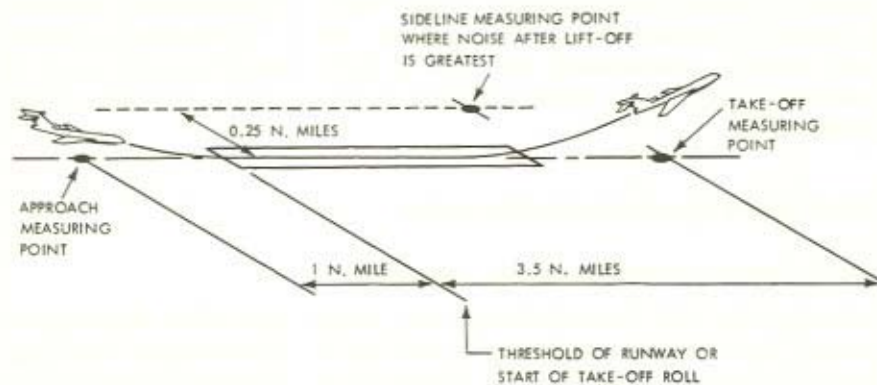 SIDELINE MEASURING POINT
WHERE NOISE AFTER LIFT-OFF
IS GREATEST
TAKE-OFF
MEASURING
POINT
0.25 N. MILES
APPROACH
MEASURING
POINT
1 N. MILE
3.5 N. MILES
THRESHOLD OF RUNWAY OR
START OF TAKE-OFF ROLL